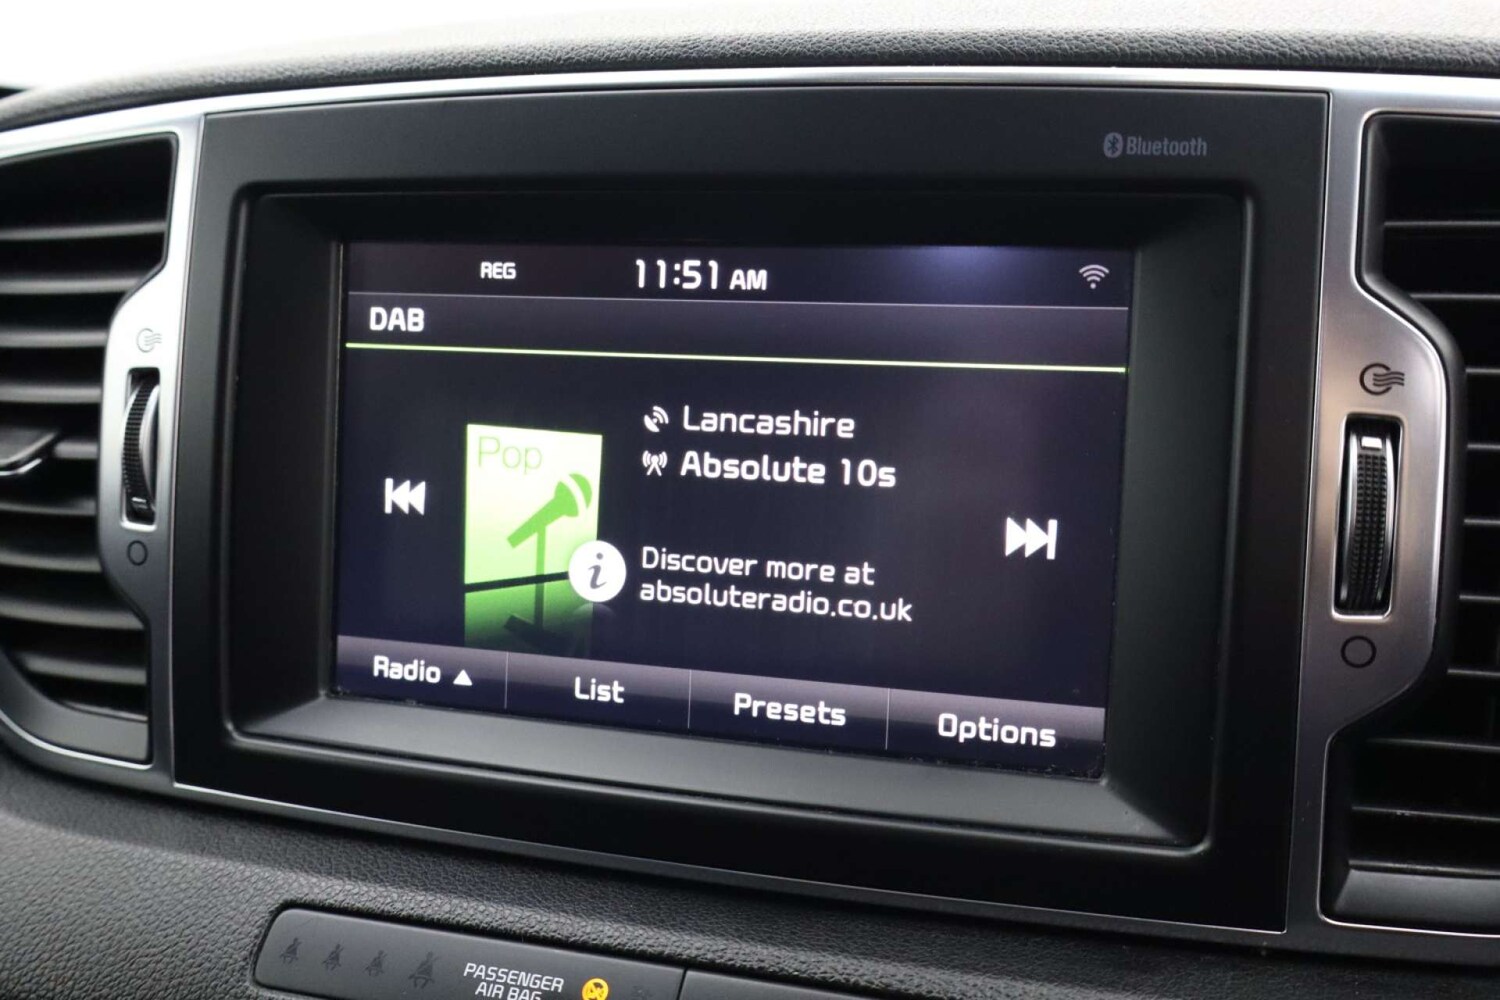 Bluetooth
REG 11:51 AM
DAB
Pop
Lancashire
Absolute 10s
i
Discover more at
absoluteradio.co.uk
Radio ▲ List Presets Options
PASSENGER
AIR BAG